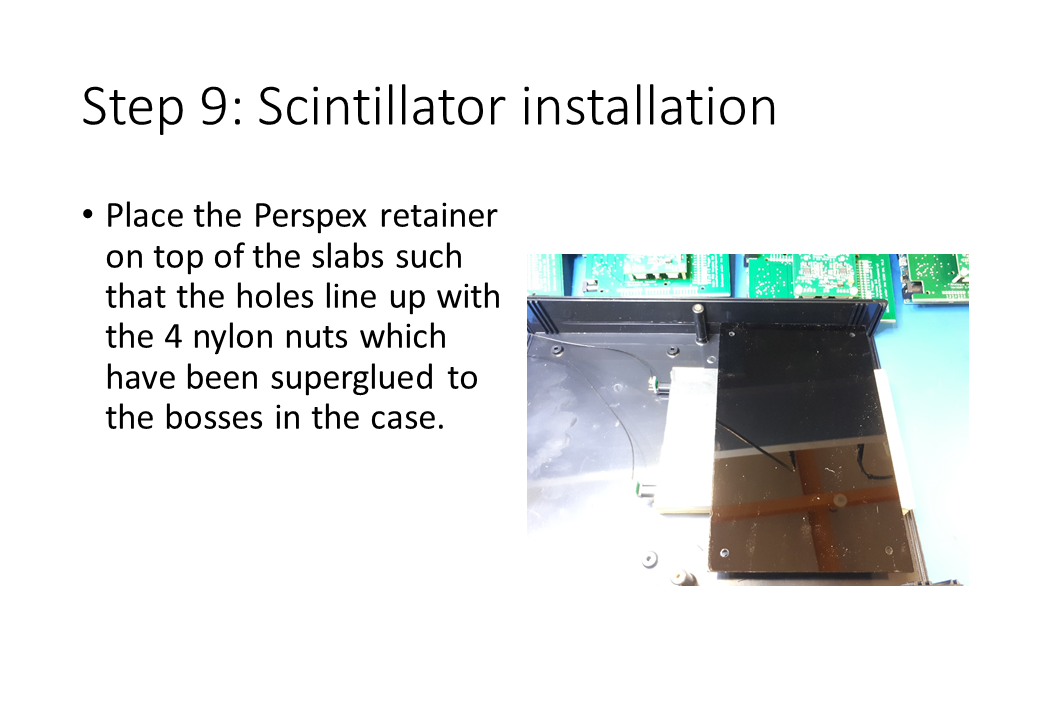 Step 9: Scintillator installation
• Place the Perspex retainer
on top of the slabs such
that the holes line up with
the 4 nylon nuts which
have been superglued to
the bosses in the case.